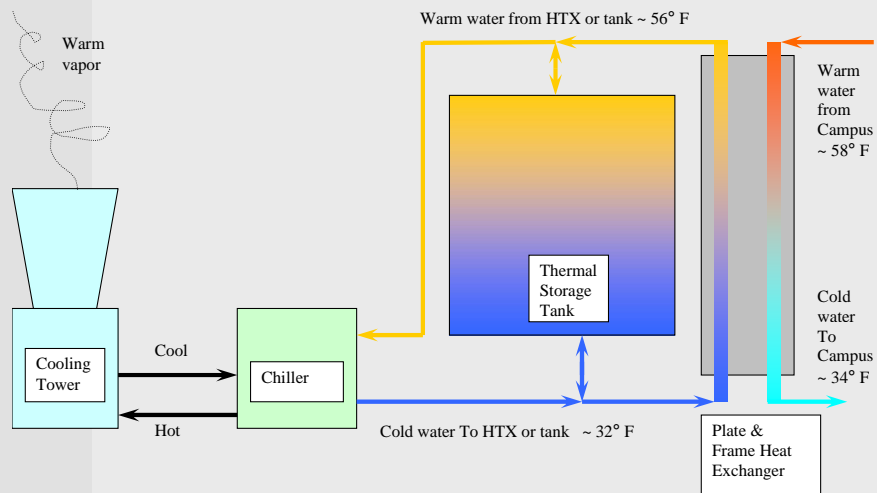 Warm water from HTX or tank ~ 56° F
Warm
vapor
Warm
water
from
Campus
~ 58° F
Thermal
Storage
Tank
Cold
water
To
Campus
~ 34° F
Cool
Cooling
Tower
Chiller
Hot
Cold water To HTX or tank ~ 32° F
Plate &
Frame Heat
Exchanger